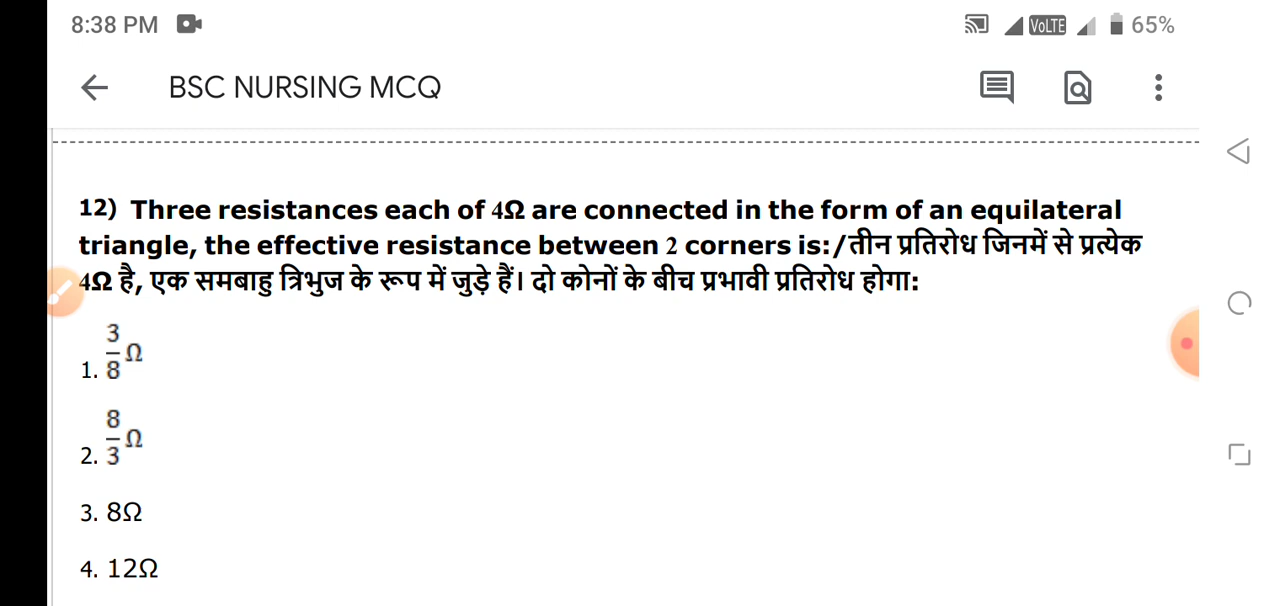 8:38 PM VoLTE 65%
BSC NURSING MCQ
12) Three resistances each of 4Ω are connected in the form of an equilateral
triangle, the effective resistance between 2 corners is:/तीन प्रतिरोध जिनमें से प्रत्येक
4Ω है, एक समबाहु त्रिभुज के रूप में जुड़े हैं। दो कोनों के बीच प्रभावी प्रतिरोध होगा:
1. 3/8 Ω
2. 8/3 Ω
3. 8Ω
4. 12Ω